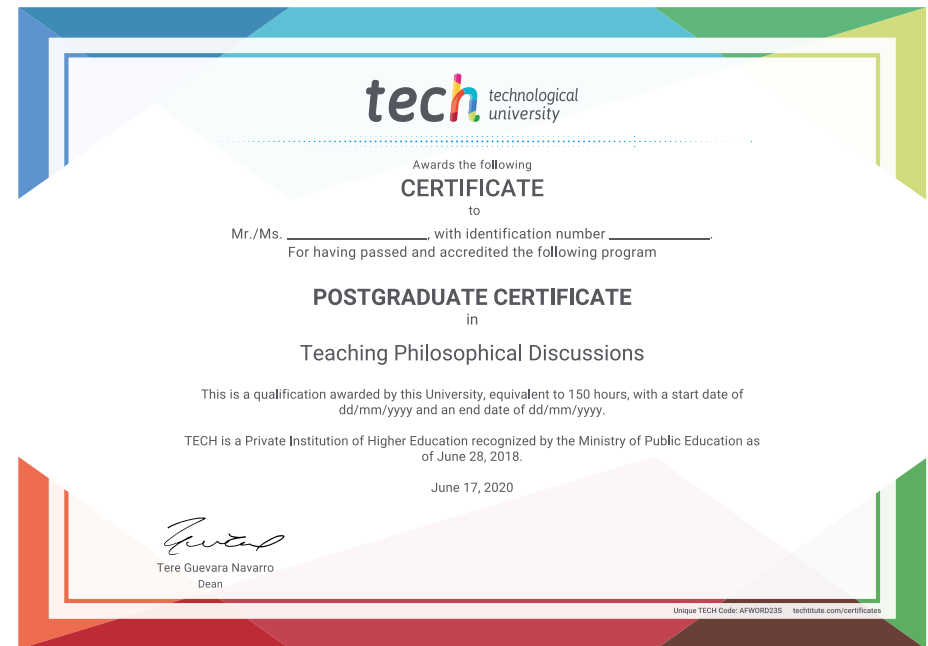 tech technological
university
Awards the following
CERTIFICATE
to
Mr./Ms. ____________________, with identification number ______________.
For having passed and accredited the following program
POSTGRADUATE CERTIFICATE
in
Teaching Philosophical Discussions
This is a qualification awarded by this University, equivalent to 150 hours, with a start date of
dd/mm/yyyy and an end date of dd/mm/yyyy.
TECH is a Private Institution of Higher Education recognized by the Ministry of Public Education as
of June 28, 2018.
June 17, 2020
Tere Guevara Navarro
Dean
Unique TECH Code: AFWORD23S techtitute.com/certificates